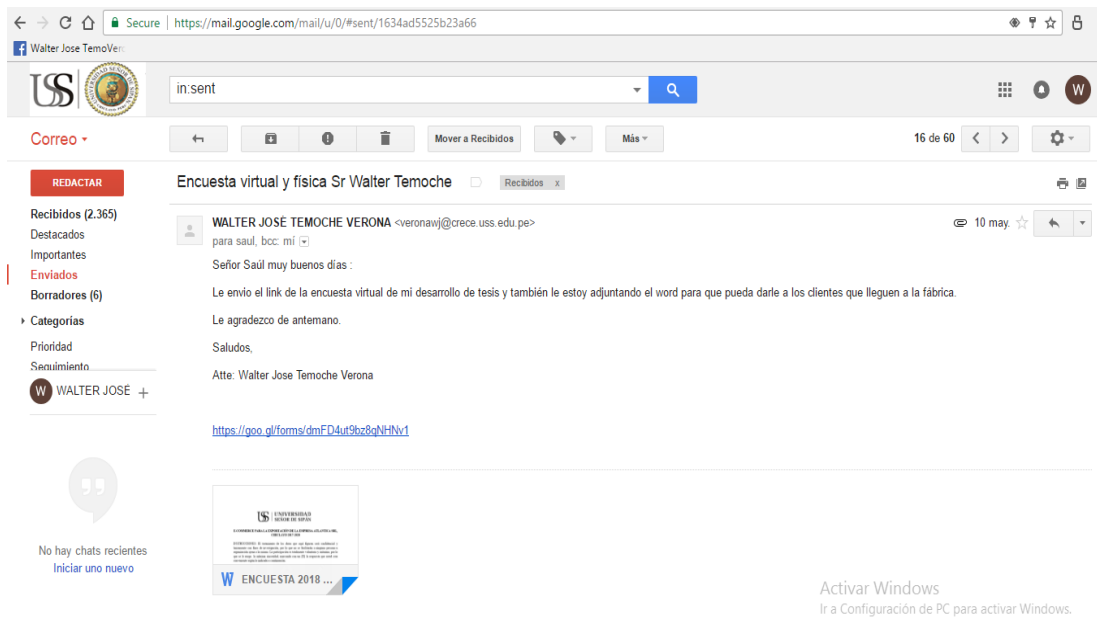 Secure | https://mail.google.com/mail/u/0/#sent/1634ad5525b23a66
Walter Jose TemoVer
USS
in:sent
W
Correo
Mover a Recibidos
Más
16 de 60
REDACTAR
Encuesta virtual y física Sr Walter Temoche
Recibidos x
Recibidos (2.365)
Destacados
Importantes
Enviados
Borradores (6)
Categorías
Prioridad
Seguimiento
W WALTER JOSÉ +
No hay chats recientes
Iniciar uno nuevo
WALTER JOSÉ TEMOCHE VERONA <veronawj@crece.uss.edu.pe>
10 may.
para saul, bcc: mí
Señor Saúl muy buenos días :
Le envio el link de la encuesta virtual de mi desarrollo de tesis y también le estoy adjuntando el word para que pueda darle a los clientes que lleguen a la fábrica.
Le agradezco de antemano.
Saludos,
Atte: Walter Jose Temoche Verona
https://goo.gl/forms/dmFD4ut9bz8qNHNv1
USS UNIVERSIDAD
SEÑOR DE SIPÁN
W ENCUESTA 2018 ...
Activar Windows
Ir a Configuración de PC para activar Windows.